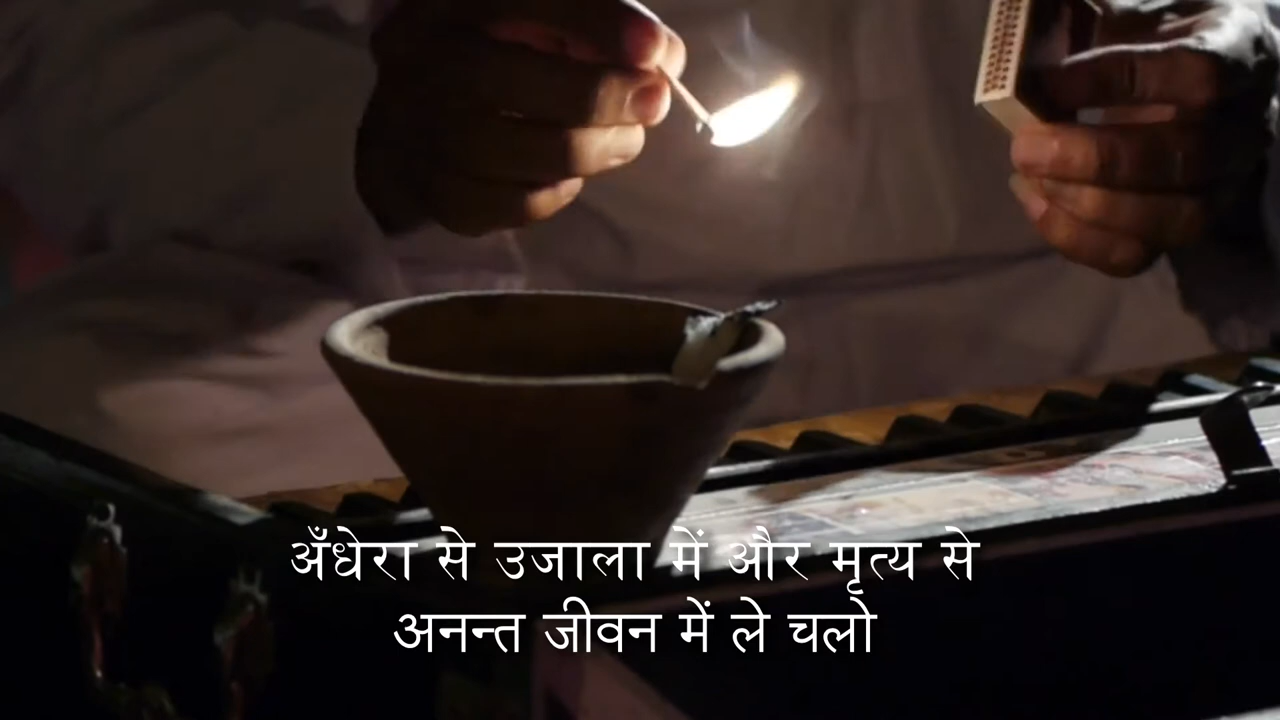 अँधेरा से उजाला में और मृत्य से
अनन्त जीवन में ले चलो